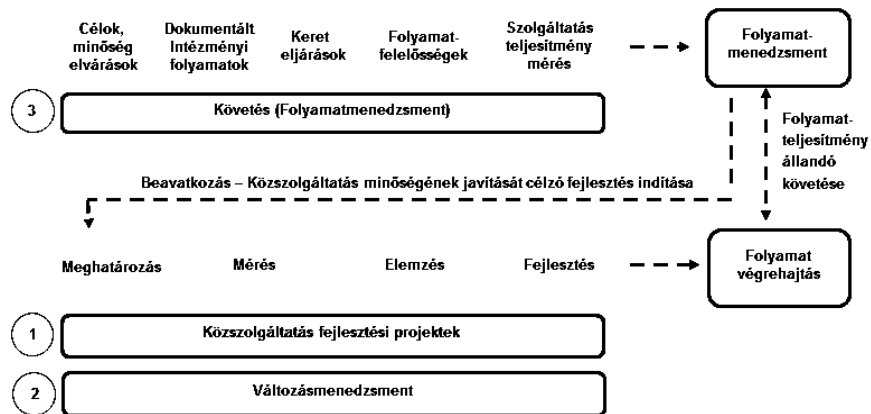 Célok,
minőség
elvárások
Dokumentált
Intézményi
folyamatok
Keret
eljárások
Folyamat-
felelősségek
Szolgáltatás
teljesítmény
mérés
Folyamat-
menedzsment
3
Követés (Folyamatmenedzsment)
Folyamat-
teljesítmény
állandó
követése
Beavatkozás – Közszolgáltatás minőségének javítását célzó fejlesztés indítása
Meghatározás
Mérés
Elemzés
Fejlesztés
Folyamat
végrehajtás
1
Közszolgáltatás fejlesztési projektek
2
Változásmenedzsment